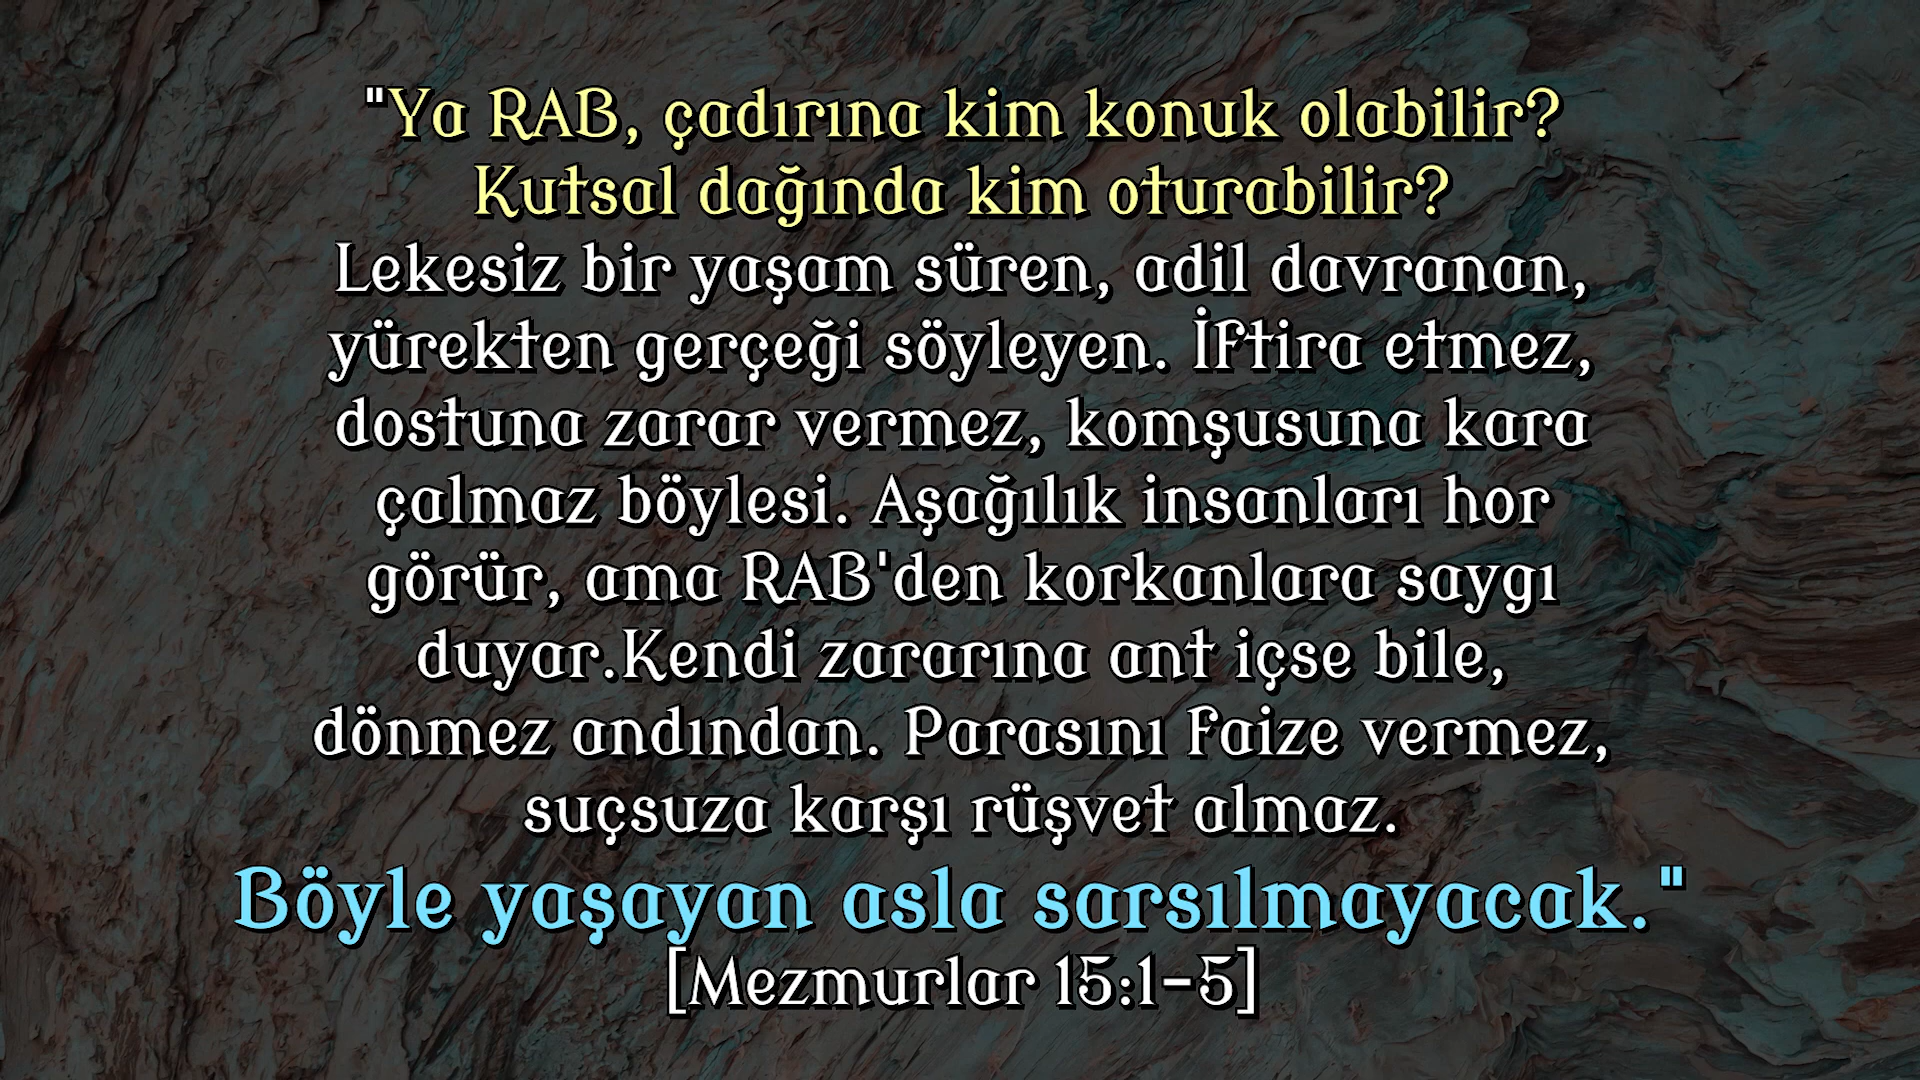 "Ya RAB, çadırına kim konuk olabilir?
Kutsal dağında kim oturabilir?
Lekesiz bir yaşam süren, adil davranan,
yürekten gerçeği söyleyen. İftira etmez,
dostuna zarar vermez, komşusuna kara
çalmaz böylesi. Aşağılık insanları hor
görür, ama RAB'den korkanlara saygı
duyar.Kendi zararına ant içse bile,
dönmez andından. Parasını faize vermez,
suçsuza karşı rüşvet almaz.
Böyle yaşayan asla sarsılmayacak."
[Mezmurlar 15:1-5]